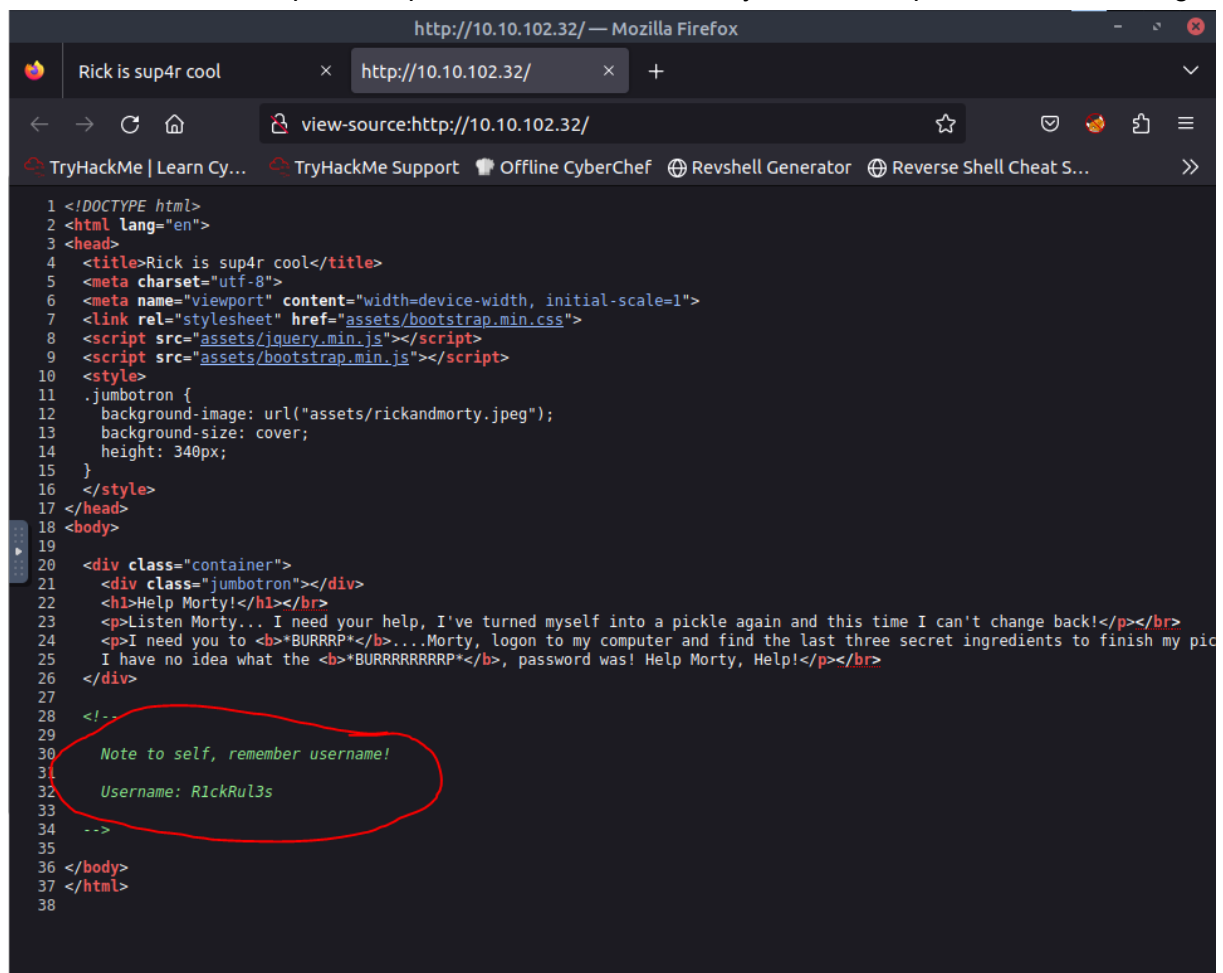 http://10.10.102.32/ — Mozilla Firefox
Rick is sup4r cool × http://10.10.102.32/ × +
view-source:http://10.10.102.32/
TryHackMe | Learn Cy... TryHackMe Support Offline CyberChef Revshell Generator Reverse Shell Cheat S... >>
1 <!DOCTYPE html>
2 <html lang="en">
3 <head>
4 <title>Rick is sup4r cool</title>
5 <meta charset="utf-8">
6 <meta name="viewport" content="width=device-width, initial-scale=1">
7 <link rel="stylesheet" href="assets/bootstrap.min.css">
8 <script src="assets/jquery.min.js"></script>
9 <script src="assets/bootstrap.min.js"></script>
10 <style>
11 .jumbotron {
12 background-image: url("assets/rickandmorty.jpeg");
13 background-size: cover;
14 height: 340px;
15 }
16 </style>
17 </head>
18 <body>
19
20 <div class="container">
21 <div class="jumbotron"></div>
22 <h1>Help Morty!</h1></br>
23 <p>Listen Morty... I need your help, I've turned myself into a pickle again and this time I can't change back!</p></br>
24 <p>I need you to <b>*BURRRP*</b>....Morty, logon to my computer and find the last three secret ingredients to finish my pic
25 I have no idea what the <b>*BURRRRRRRRP*</b>, password was! Help Morty, Help!</p></br>
26 </div>
27
28 <!--
29
30 Note to self, remember username!
31
32 Username: R1ckRul3s
33
34 -->
35
36 </body>
37 </html>
38